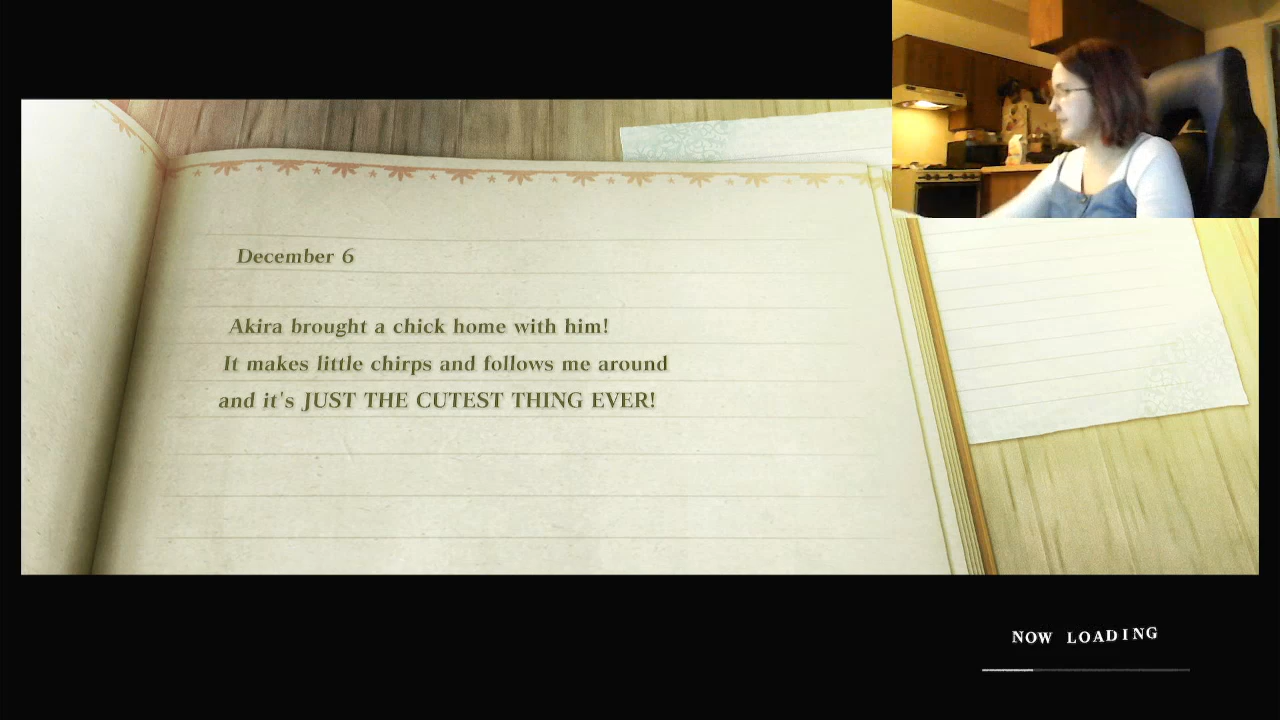 December 6
Akira brought a chick home with him!
It makes little chirps and follows me around
and it's JUST THE CUTEST THING EVER!
NOW LOADING